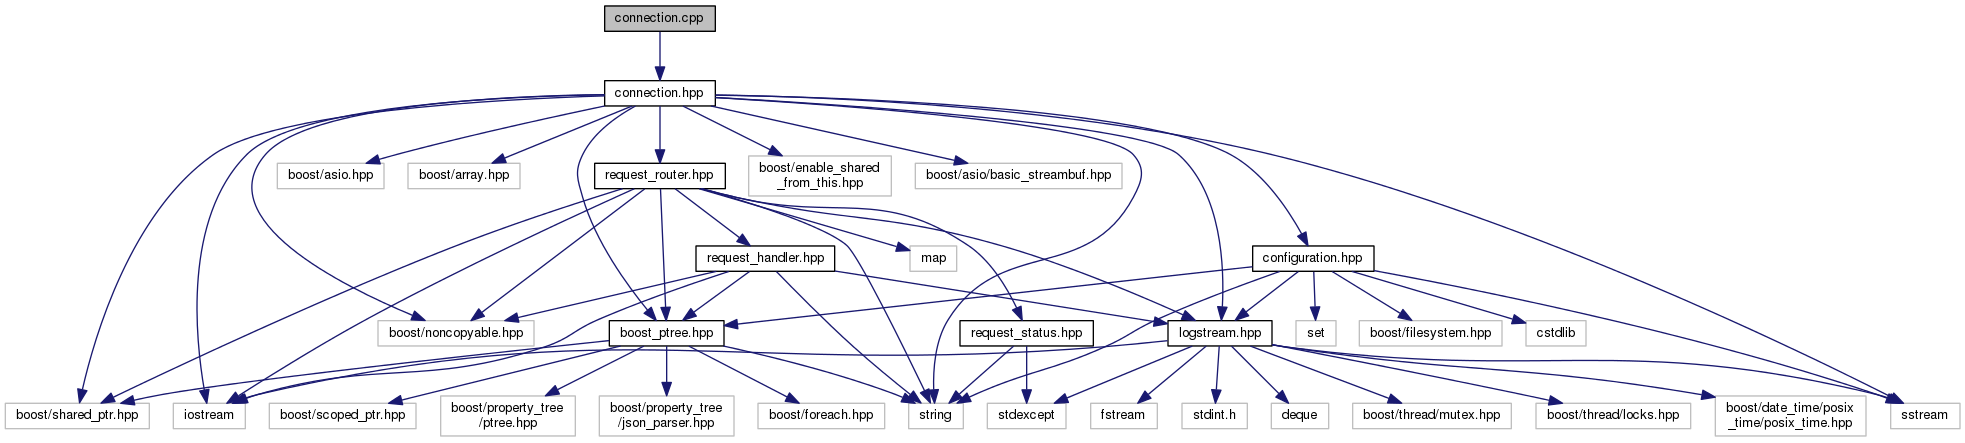 connection.cpp
connection.hpp
boost/asio.hpp
boost/array.hpp
request_router.hpp
boost/enable_shared
_from_this.hpp
boost/asio/basic_streambuf.hpp
request_handler.hpp
map
configuration.hpp
boost/noncopyable.hpp
boost_ptree.hpp
request_status.hpp
logstream.hpp
set
boost/filesystem.hpp
cstdlib
boost/shared_ptr.hpp
iostream
boost/scoped_ptr.hpp
boost/property_tree
/ptree.hpp
boost/property_tree
/json_parser.hpp
boost/foreach.hpp
string
stdexcept
fstream
stdint.h
deque
boost/thread/mutex.hpp
boost/thread/locks.hpp
boost/date_time/posix
_time/posix_time.hpp
sstream